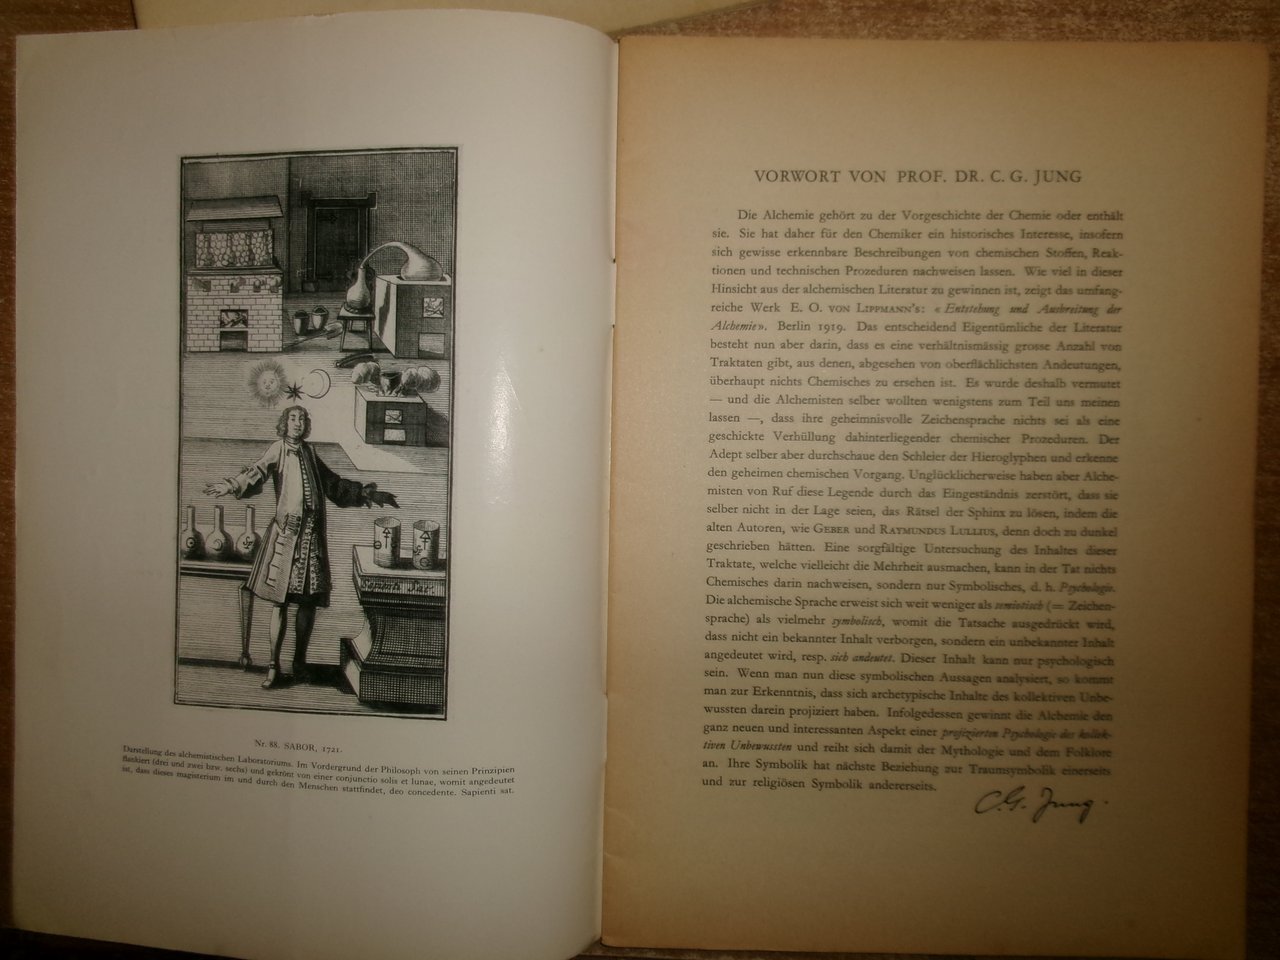 Nr. 88. SABOR, 1721.
Darstellung des alchemistischen Laboratoriums. Im Vordergrund der Philosoph von seinen Prinzipien
flankiert (drei und zwei bzw. sechs) und gekrönt von einer conjunctio solis et lunae, womit angedeutet
ist, dass dieses magisterium im und durch den Menschen stattfindet, deo concedente. Sapienti sat.
VORWORT VON PROF. DR. C. G. JUNG
Die Alchemie gehört zu der Vorgeschichte der Chemie oder enthält
sie. Sie hat daher für den Chemiker ein historisches Interesse, insofern
sich gewisse erkennbare Beschreibungen von chemischen Stoffen, Reak-
tionen und technischen Prozeduren nachweisen lassen. Wie viel in dieser
Hinsicht aus der alchemischen Literatur zu gewinnen ist, zeigt das umfang-
reiche Werk E. O. VON LIPPMANN'S: «Entstehung und Ausbreitung der
Alchemie». Berlin 1919. Das entscheidend Eigentümliche der Literatur
besteht nun aber darin, dass es eine verhältnismässig grosse Anzahl von
Traktaten gibt, aus denen, abgesehen von oberflächlichsten Andeutungen,
überhaupt nichts Chemisches zu ersehen ist. Es wurde deshalb vermutet
— und die Alchemisten selber wollten wenigstens zum Teil uns meinen
lassen —, dass ihre geheimnisvolle Zeichensprache nichts sei als eine
geschickte Verhüllung dahinterliegender chemischer Prozeduren. Der
Adept selber aber durchschaue den Schleier der Hieroglyphen und erkenne
den geheimen chemischen Vorgang. Unglücklicherweise haben aber Alche-
misten von Ruf diese Legende durch das Eingeständnis zerstört, dass sie
selber nicht in der Lage seien, das Rätsel der Sphinx zu lösen, indem die
alten Autoren, wie GEBER und RAYMUNDUS LULLIUS, denn doch zu dunkel
geschrieben hätten. Eine sorgfältige Untersuchung des Inhaltes dieser
Traktate, welche vielleicht die Mehrheit ausmachen, kann in der Tat nichts
Chemisches darin nachweisen, sondern nur Symbolisches, d. h. Psychologie.
Die alchemische Sprache erweist sich weit weniger als semiotisch (= Zeichen-
sprache) als vielmehr symbolisch, womit die Tatsache ausgedrückt wird,
dass nicht ein bekannter Inhalt verborgen, sondern ein unbekannter Inhalt
angedeutet wird, resp. sich andeutet. Dieser Inhalt kann nur psychologisch
sein. Wenn man nun diese symbolischen Aussagen analysiert, so kommt
man zur Erkenntnis, dass sich archetypische Inhalte des kollektiven Unbe-
wussten darein projiziert haben. Infolgedessen gewinnt die Alchemie den
ganz neuen und interessanten Aspekt einer projizierten Psychologie des kollek-
tiven Unbewussten und reiht sich damit der Mythologie und dem Folklore
an. Ihre Symbolik hat nächste Beziehung zur Traumsymbolik einerseits
und zur religiösen Symbolik andererseits.
C. G. Jung.